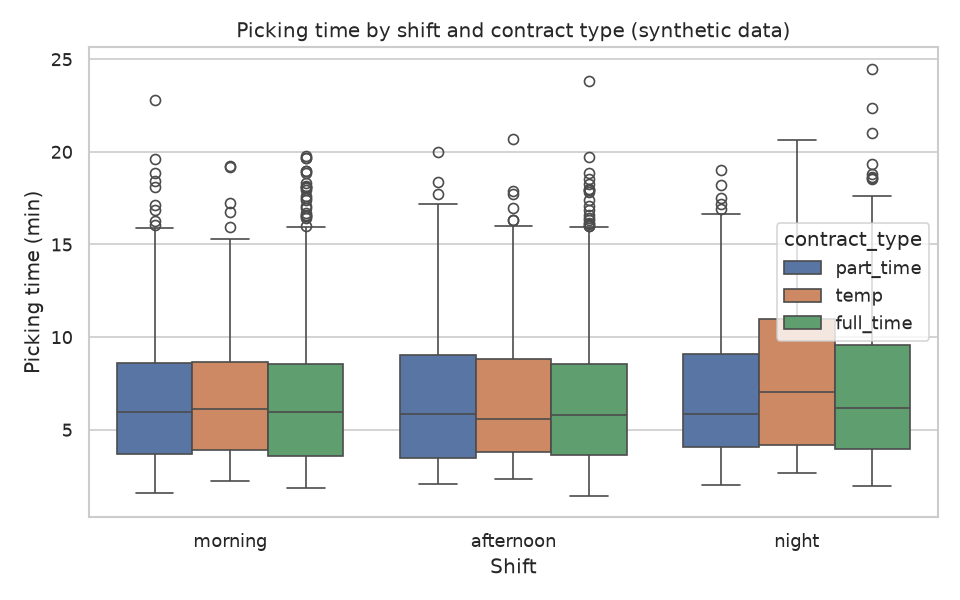 Picking time by shift and contract type (synthetic data)
Picking time (min)
25
20
15
10
5
contract_type
part_time
temp
full_time
morning
afternoon
night
Shift